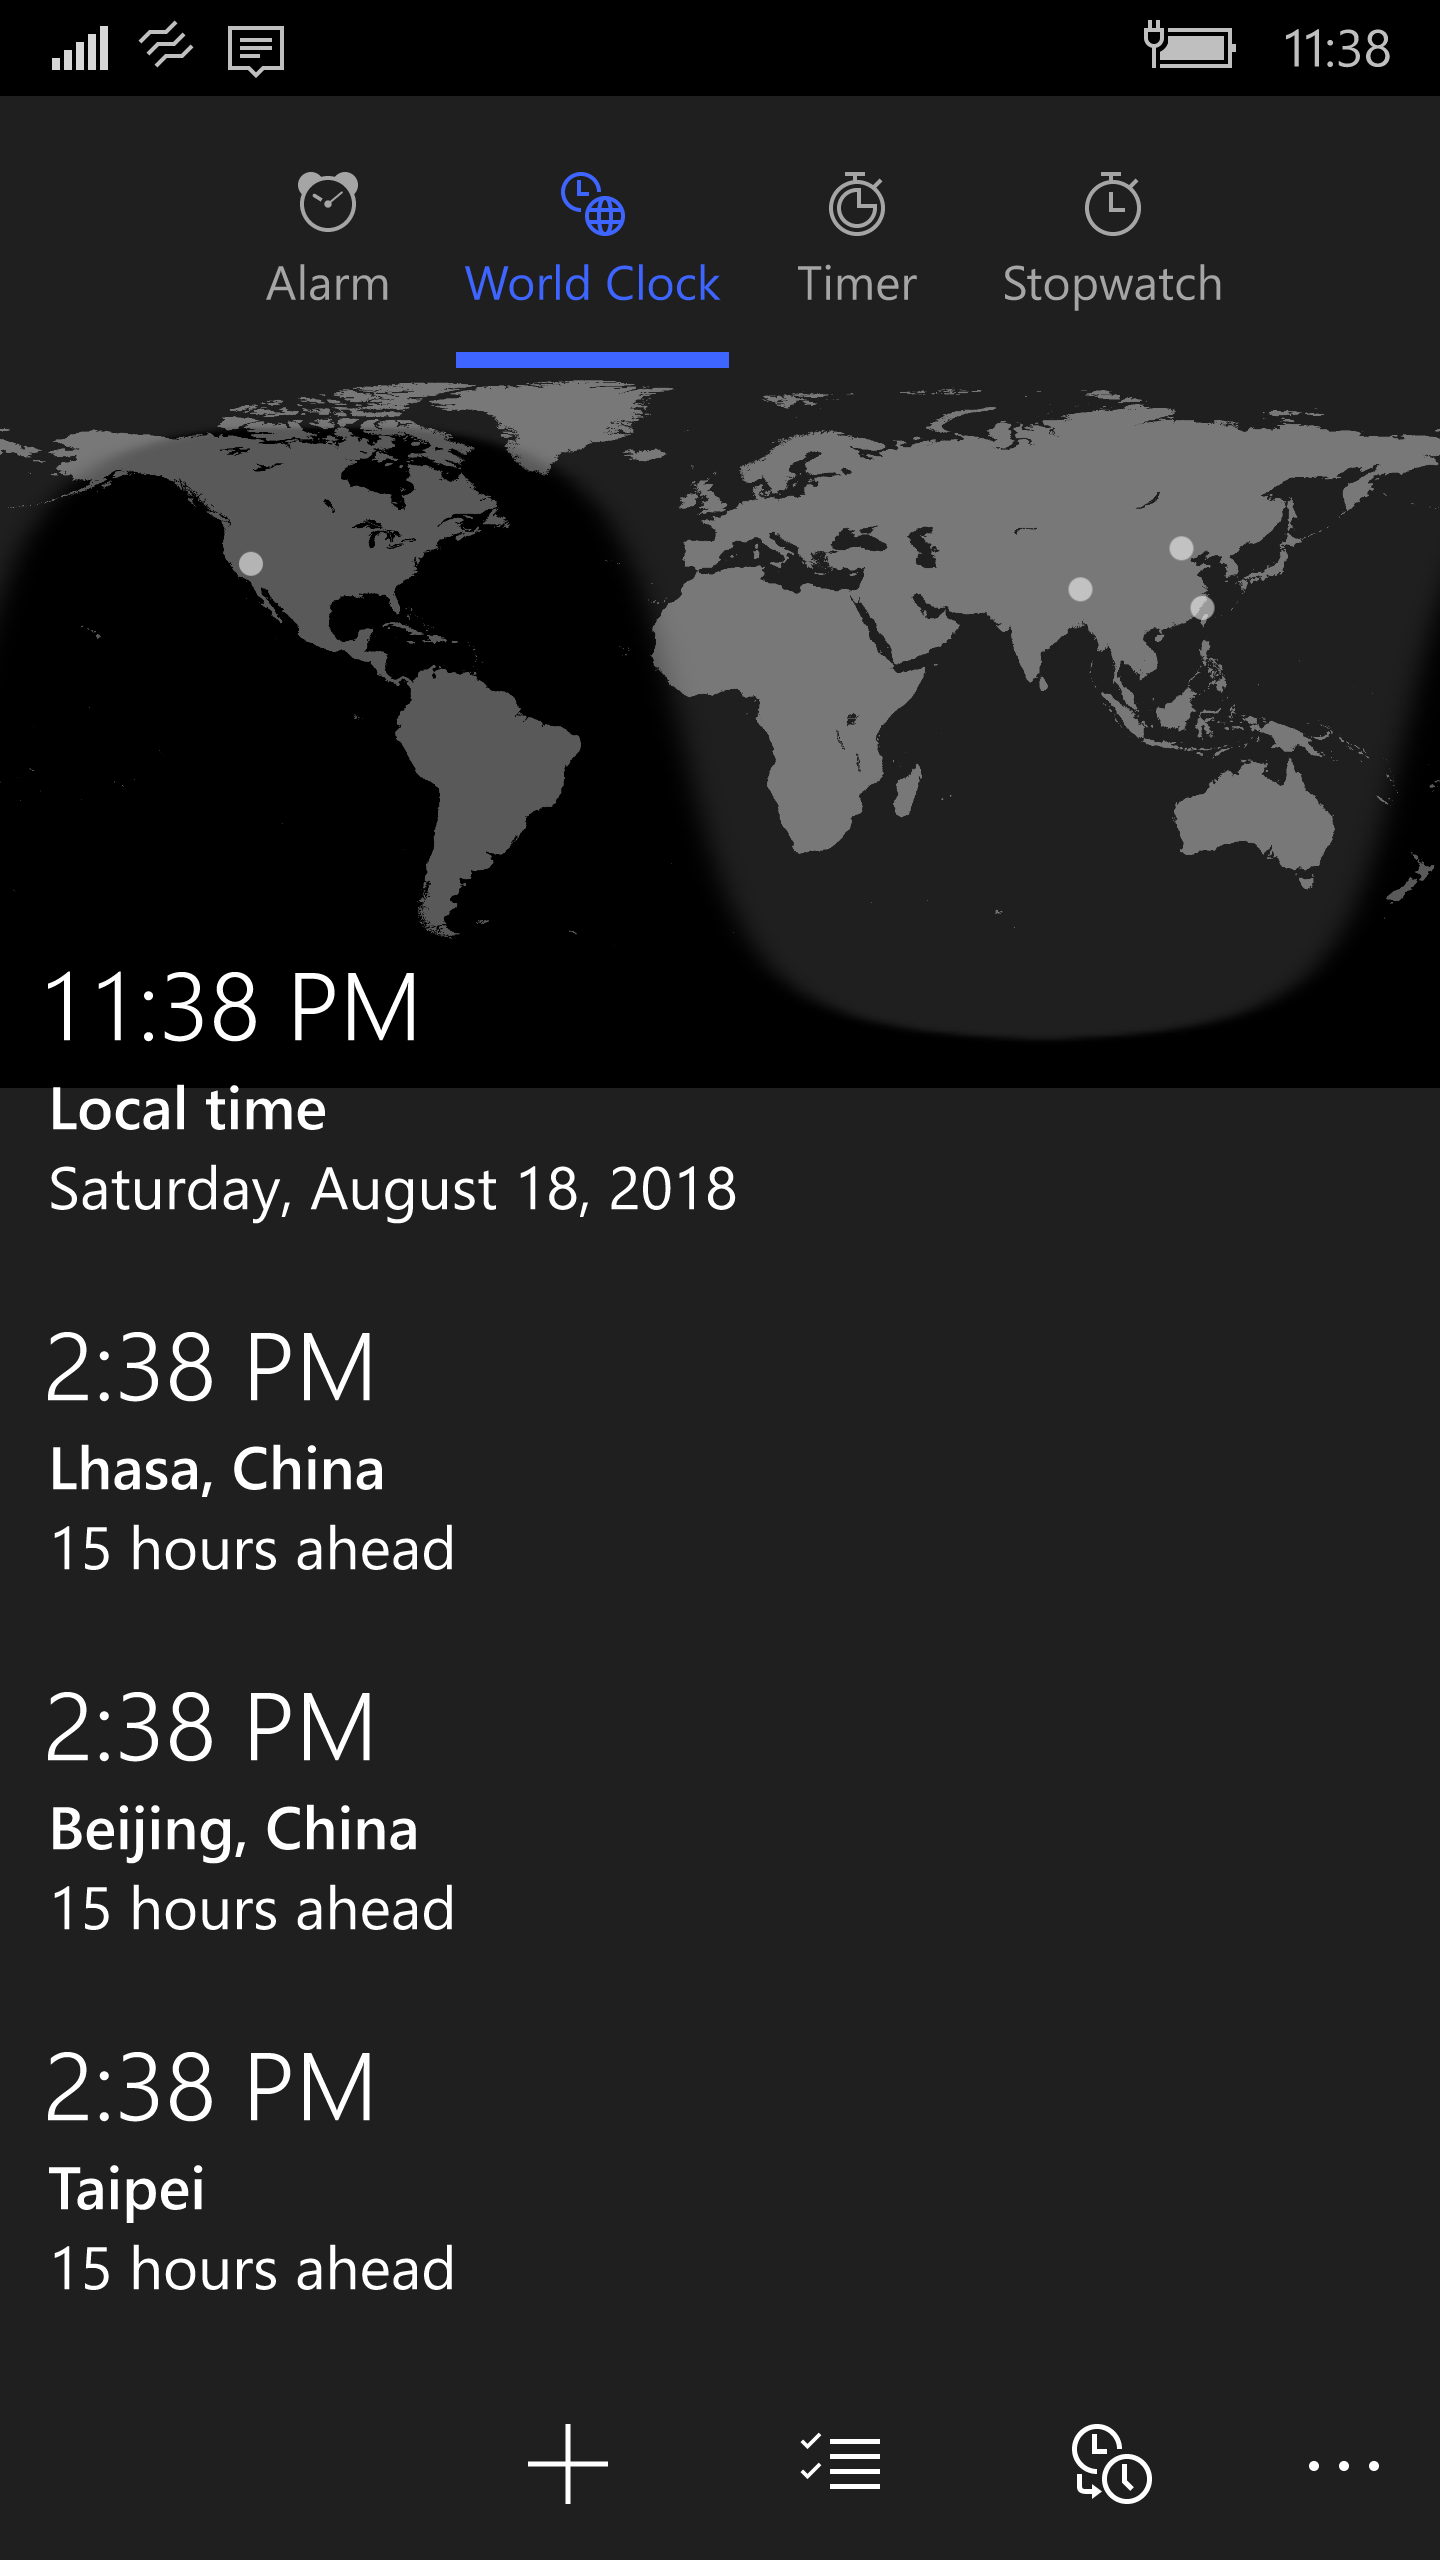 11:38
Alarm
World Clock
Timer
Stopwatch
11:38 PM
Local time
Saturday, August 18, 2018
2:38 PM
Lhasa, China
15 hours ahead
2:38 PM
Beijing, China
15 hours ahead
2:38 PM
Taipei
15 hours ahead